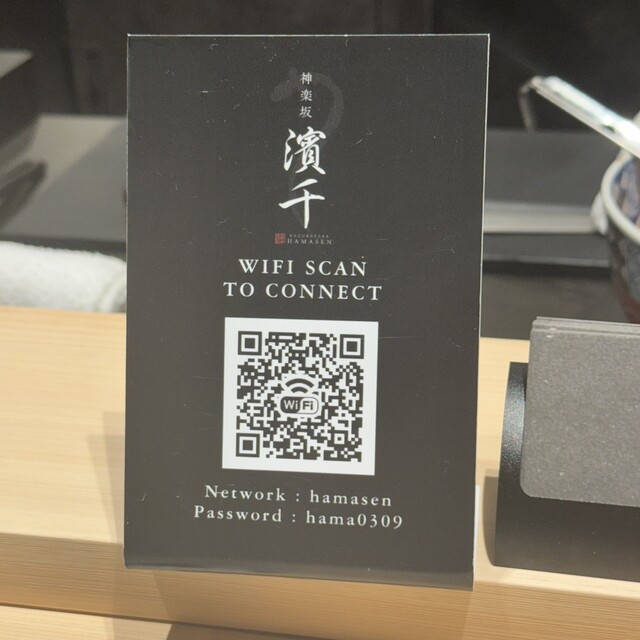 神楽坂
濱千
KAGURAZAKA
HAMASEN
WIFI SCAN
TO CONNECT
WiFi
Network : hamasen
Password : hama0309